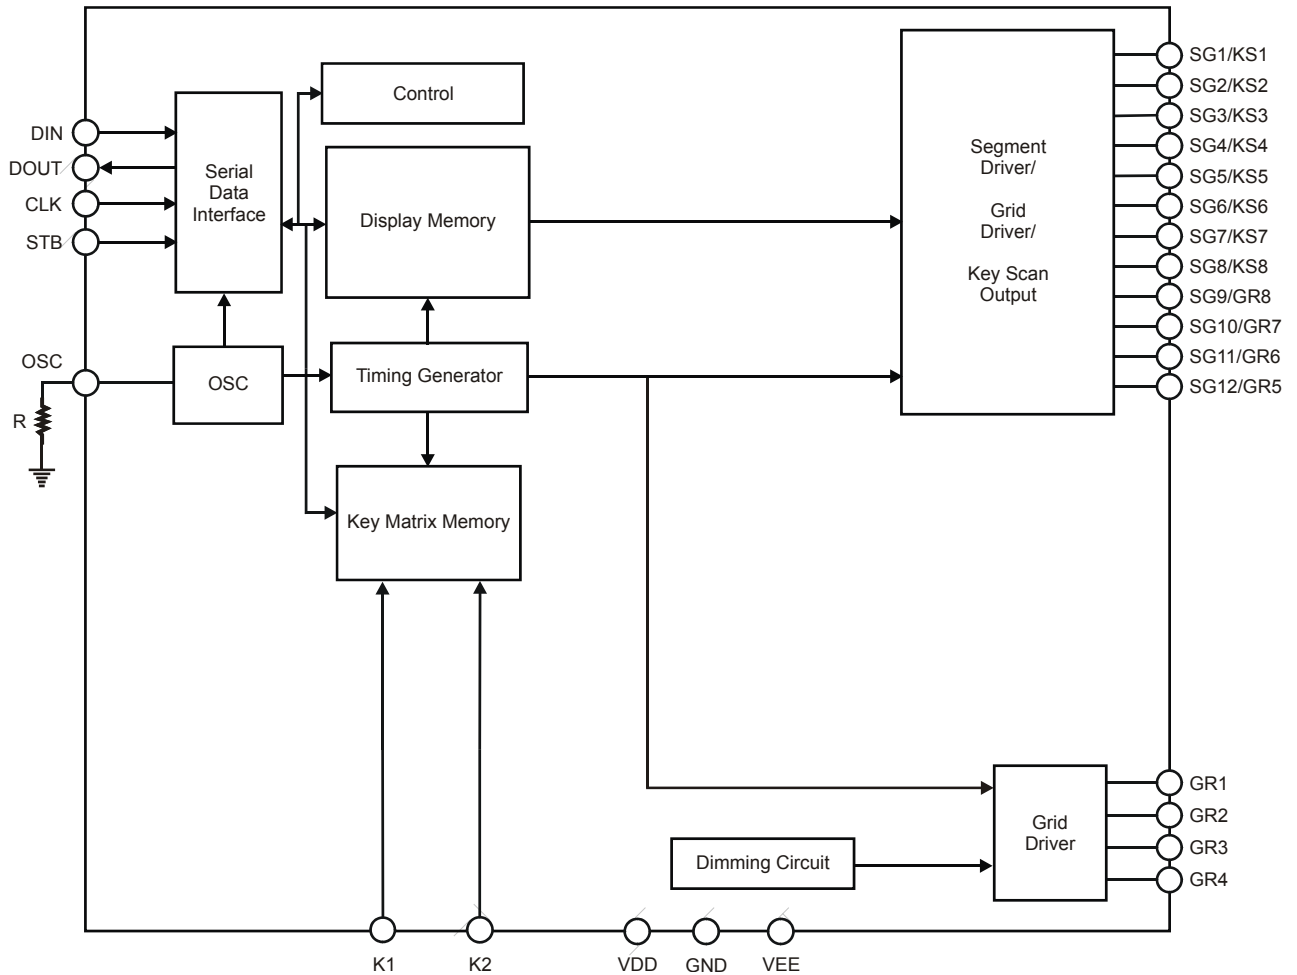 DIN
DOUT
CLK
STB
OSC
R
Serial
Data
Interface
OSC
Control
Display Memory
Timing Generator
Key Matrix Memory
Segment
Driver/
Grid
Driver/
Key Scan
Output
SG1/KS1
SG2/KS2
SG3/KS3
SG4/KS4
SG5/KS5
SG6/KS6
SG7/KS7
SG8/KS8
SG9/GR8
SG10/GR7
SG11/GR6
SG12/GR5
Dimming Circuit
Grid
Driver
GR1
GR2
GR3
GR4
K1
K2
VDD
GND
VEE